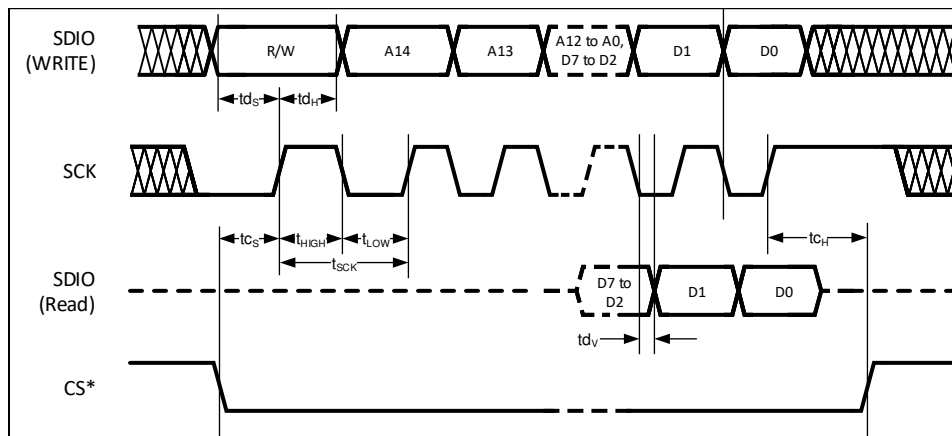 SDIO
(WRITE)
R/W
A14
A13
A12 to A0,
D7 to D2
D1
D0
tdS
tdH
SCK
tcS
tHIGH
tLOW
tcH
tSCK
SDIO
(Read)
D7 to
D2
D1
D0
tdV
CS*